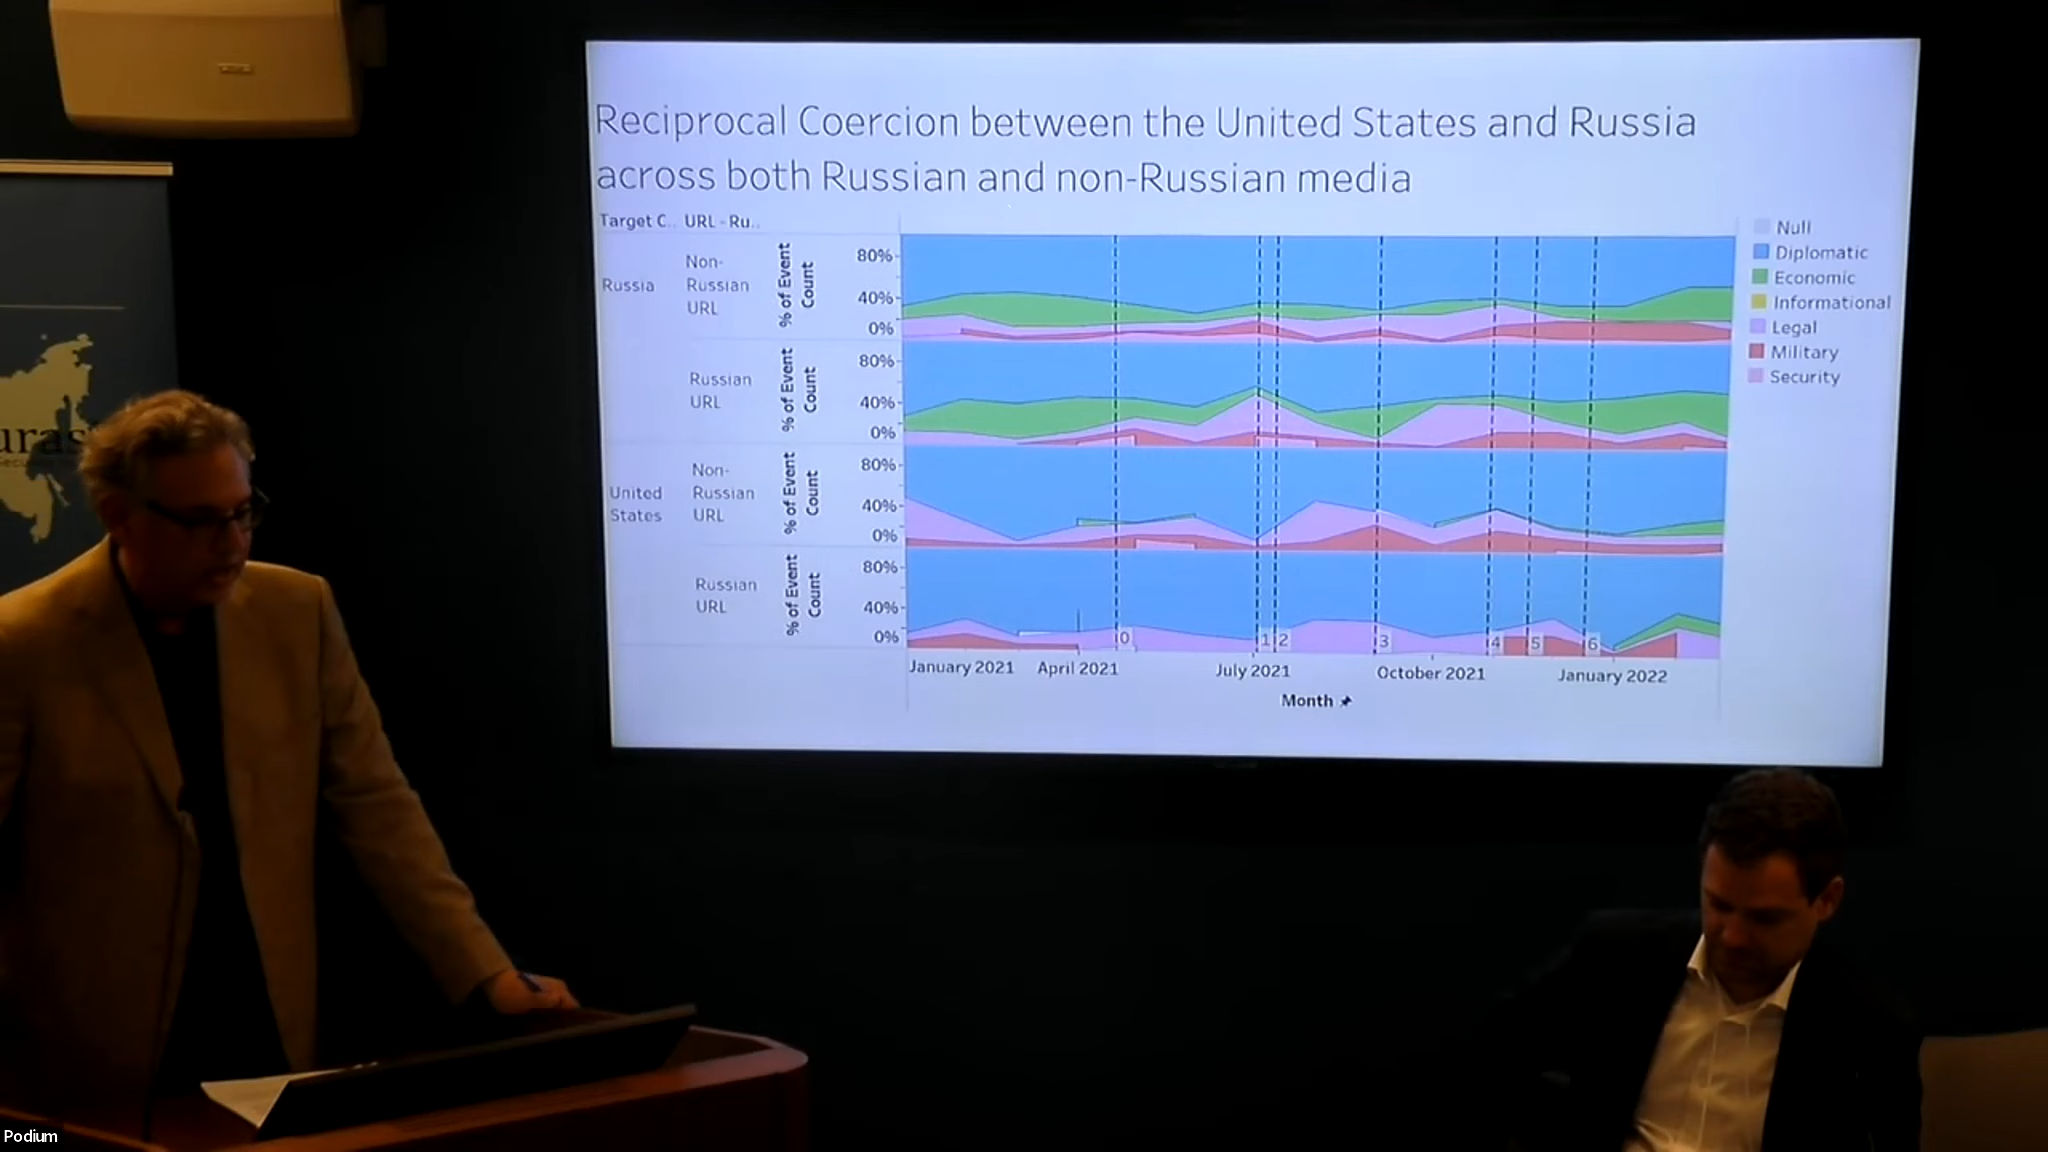 Reciprocal Coercion between the United States and Russia
across both Russian and non-Russian media
Target C.. URL - Ru..
Russia
Non-
Russian
URL
% of Event
Count
80%
40%
0%
Russian
URL
% of Event
Count
80%
40%
0%
United
States
Non-
Russian
URL
% of Event
Count
80%
40%
0%
Russian
URL
% of Event
Count
80%
40%
0%
0 1 2 3 4 5 6
January 2021 April 2021 July 2021 October 2021 January 2022
Month
Null
Diplomatic
Economic
Informational
Legal
Military
Security
Podium